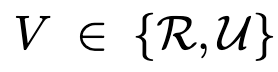 V ∈ {ℛ, 𝒰}